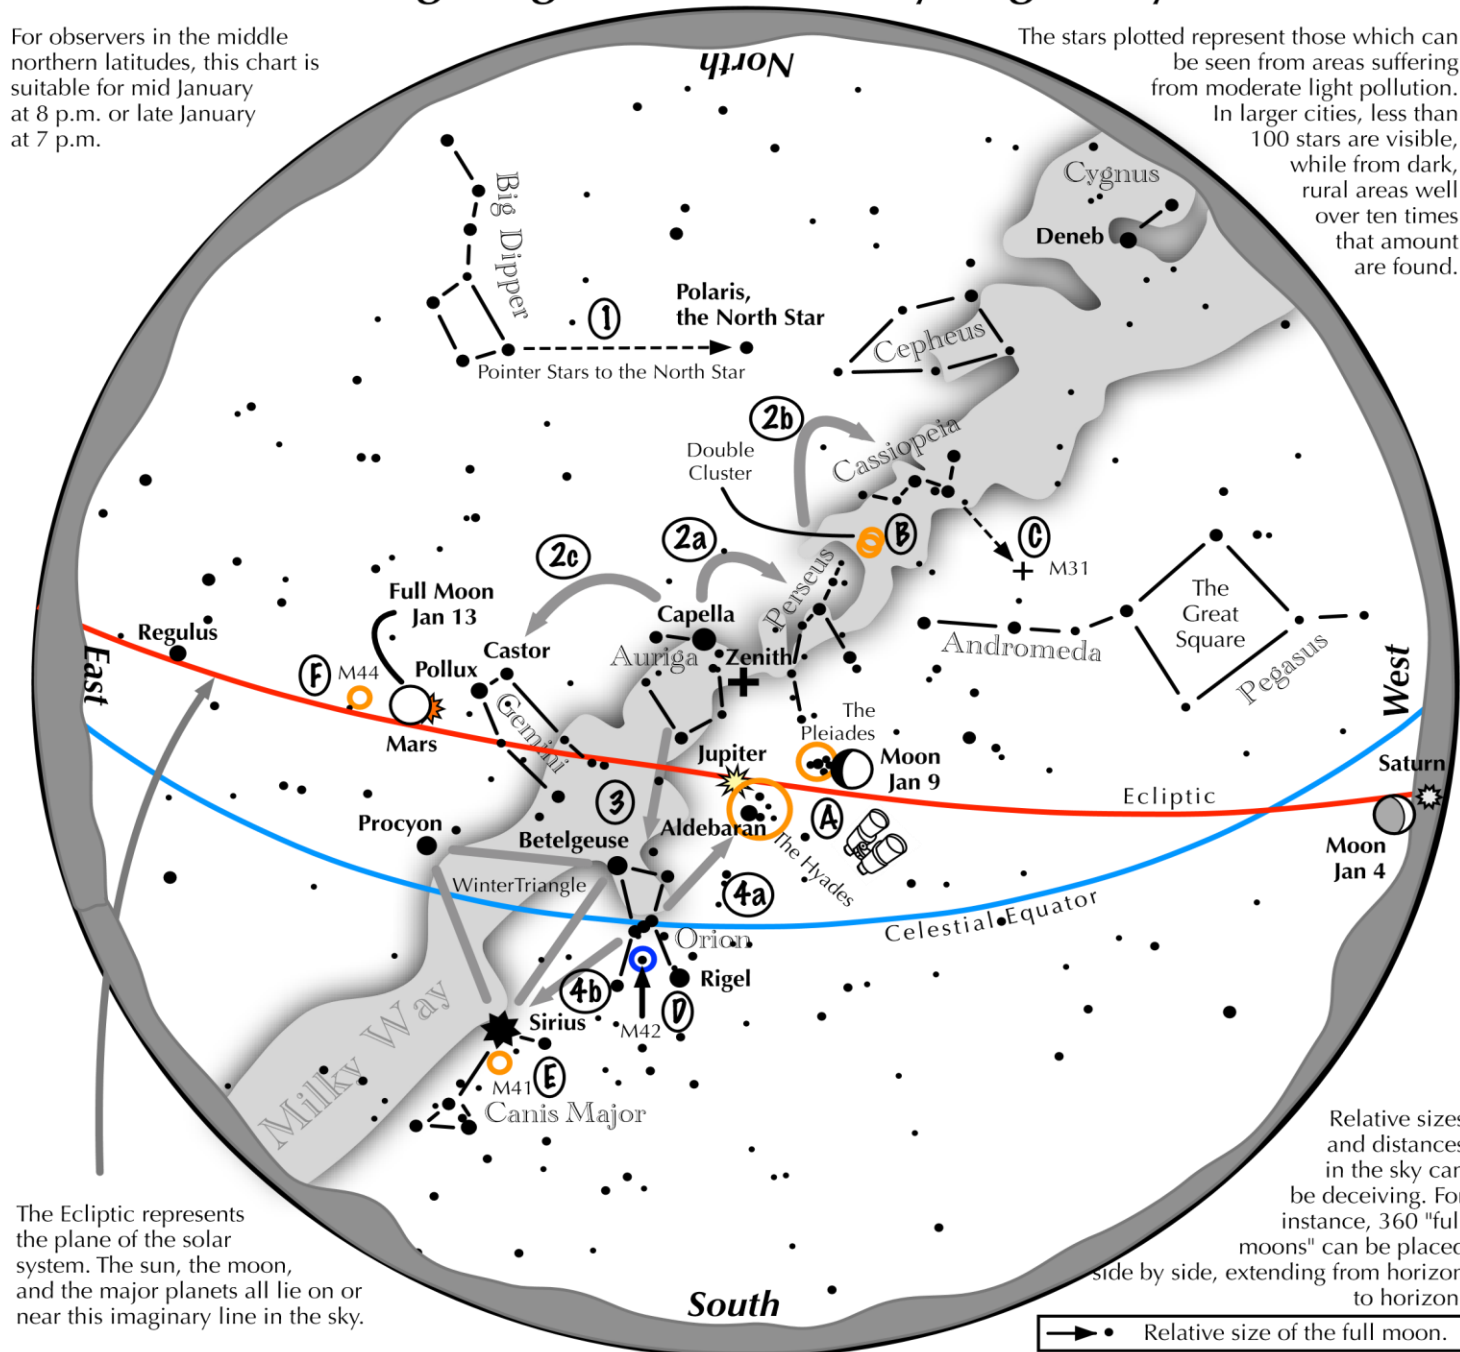 For observers in the middle
northern latitudes, this chart is
suitable for mid January
at 8 p.m. or late January
at 7 p.m.
The stars plotted represent those which can
be seen from areas suffering
from moderate light pollution.
In larger cities, less than
100 stars are visible,
while from dark,
rural areas well
over ten times
that amount
are found.
North
Cygnus
Deneb
Big Dipper
1
Polaris,
the North Star
Pointer Stars to the North Star
Cepheus
2b
Cassiopeia
Double
Cluster
B
C
M31
2a
2c
Perseus
Full Moon
Jan 13
Capella
The
Great
Square
Regulus
Castor
Auriga
Zenith
Andromeda
Pegasus
East
F
M44
Pollux
Gemini
Mars
The
Pleiades
Moon
Jan 9
West
Jupiter
Saturn
Ecliptic
3
A
Procyon
Betelgeuse
Aldebaran
The Hyades
Moon
Jan 4
WinterTriangle
4a
Celestial Equator
Orion
4b
Rigel
D
M42
Sirius
Milky Way
M41
E
Canis Major
The Ecliptic represents
the plane of the solar
system. The sun, the moon,
and the major planets all lie on or
near this imaginary line in the sky.
South
Relative sizes
and distances
in the sky can
be deceiving. For
instance, 360 "full
moons" can be placed
side by side, extending from horizon
to horizon
Relative size of the full moon.